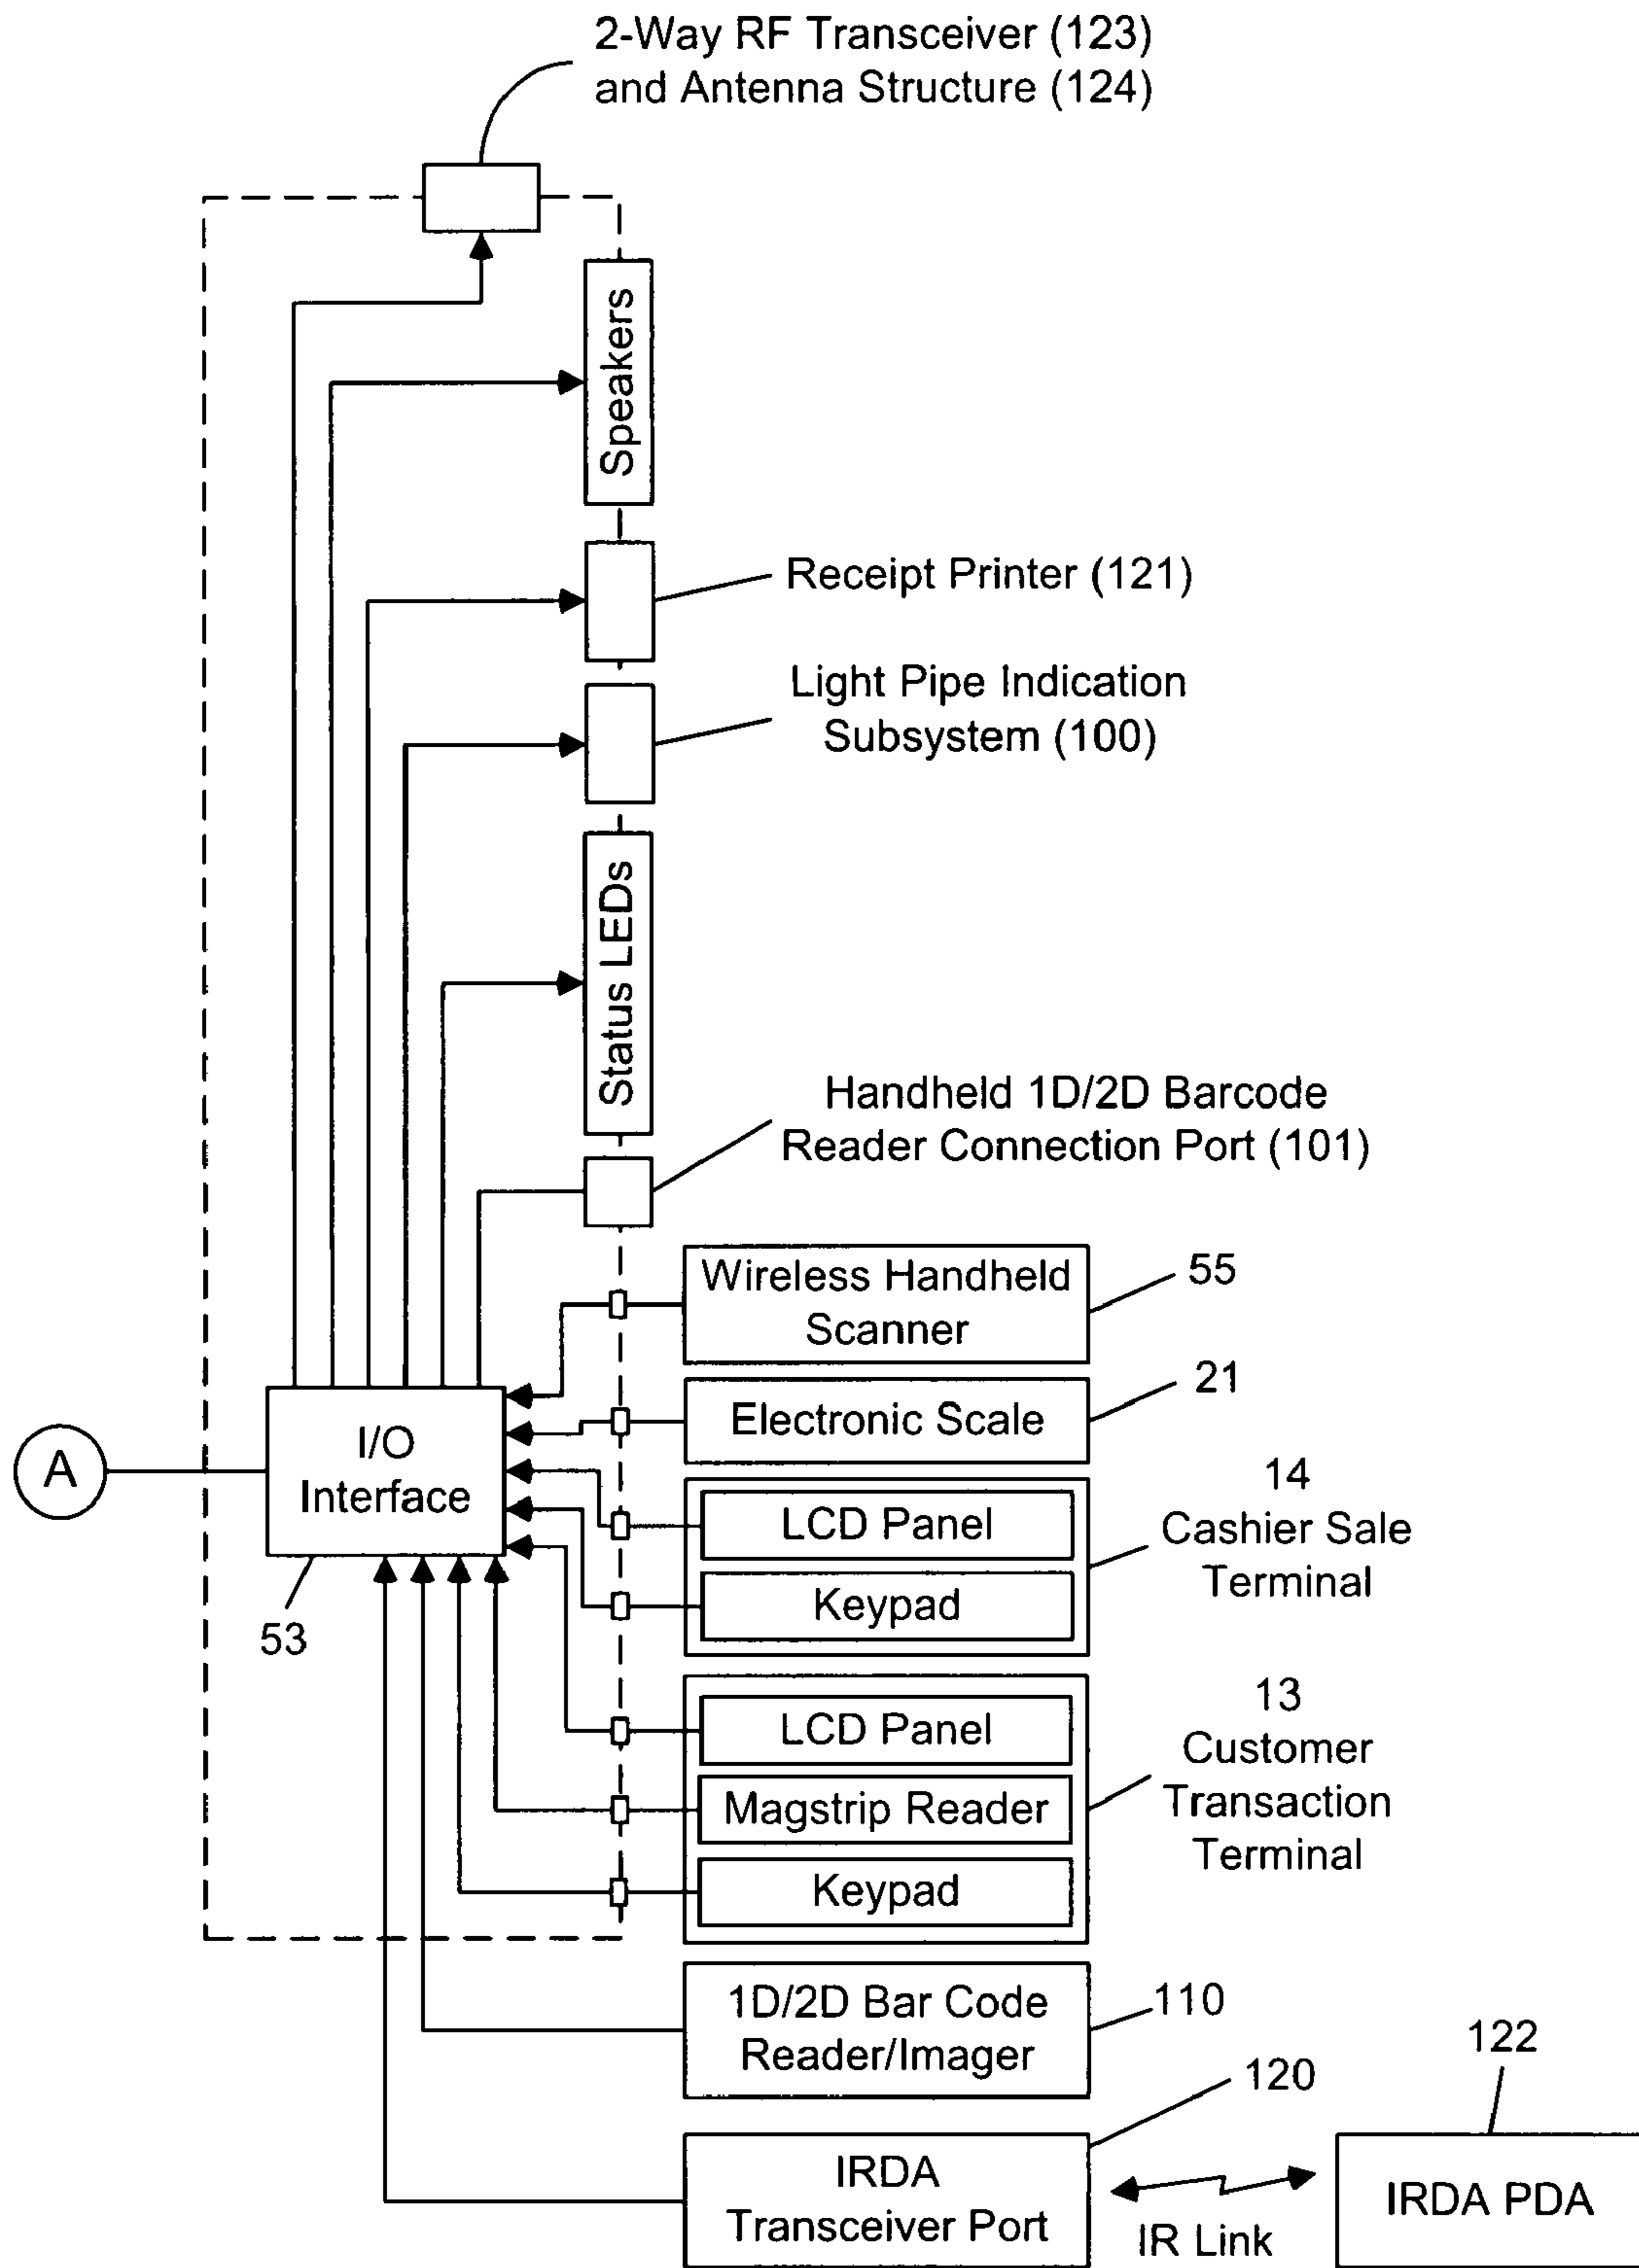 2-Way RF Transceiver (123)
and Antenna Structure (124)
Speakers
Receipt Printer (121)
Light Pipe Indication
Subsystem (100)
Status LEDs
Handheld 1D/2D Barcode
Reader Connection Port (101)
Wireless Handheld
Scanner
55
Electronic Scale
21
A
I/O
Interface
53
LCD Panel
Keypad
14
Cashier Sale
Terminal
LCD Panel
Magstrip Reader
Keypad
13
Customer
Transaction
Terminal
1D/2D Bar Code
Reader/Imager
110
IRDA
Transceiver Port
120
IR Link
122
IRDA PDA